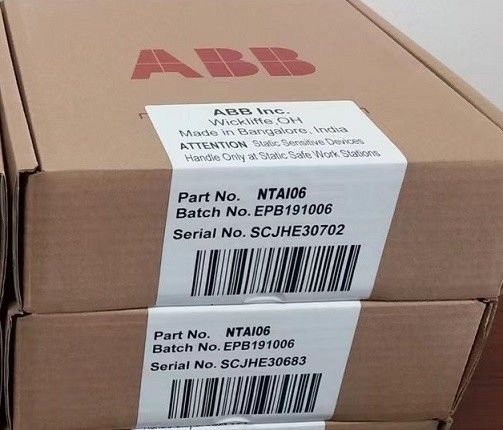 ABB
ABB Inc.
Wickliffe,OH
Made in Bangalore, India
ATTENTION Static Sensitive Devices
Handle Only at Static Safe Work Stations
Part No. NTAI06
Batch No. EPB191006
Serial No. SCJHE30702
Part No. NTAI06
Batch No. EPB191006
Serial No. SCJHE30683